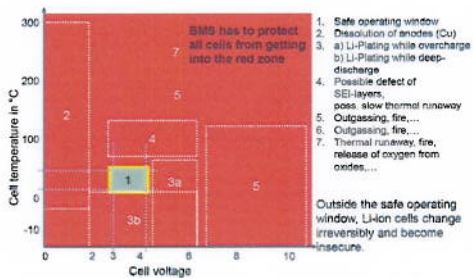 BMS has to protect
all cells from getting
into the red zone
7
5
2
4
1
3a
3b
5
300
200
100
0
-10
Cell temperature in °C
0 2 3 4 6 8 10
Cell voltage
1. Safe operating window
2. Dissolution of anodes (Cu)
3. a) Li-Plating while overcharge
b) Li-Plating while deep-
discharge
4. Possible defect of
SEI-layers,
poss. slow thermal runaway
5. Outgassing, fire,...
6. Outgassing, fire,...
7. Thermal runaway, fire,
release of oxygen from
oxides,...
Outside the safe operating
window, Li-Ion cells change
irreversibly and become
insecure.